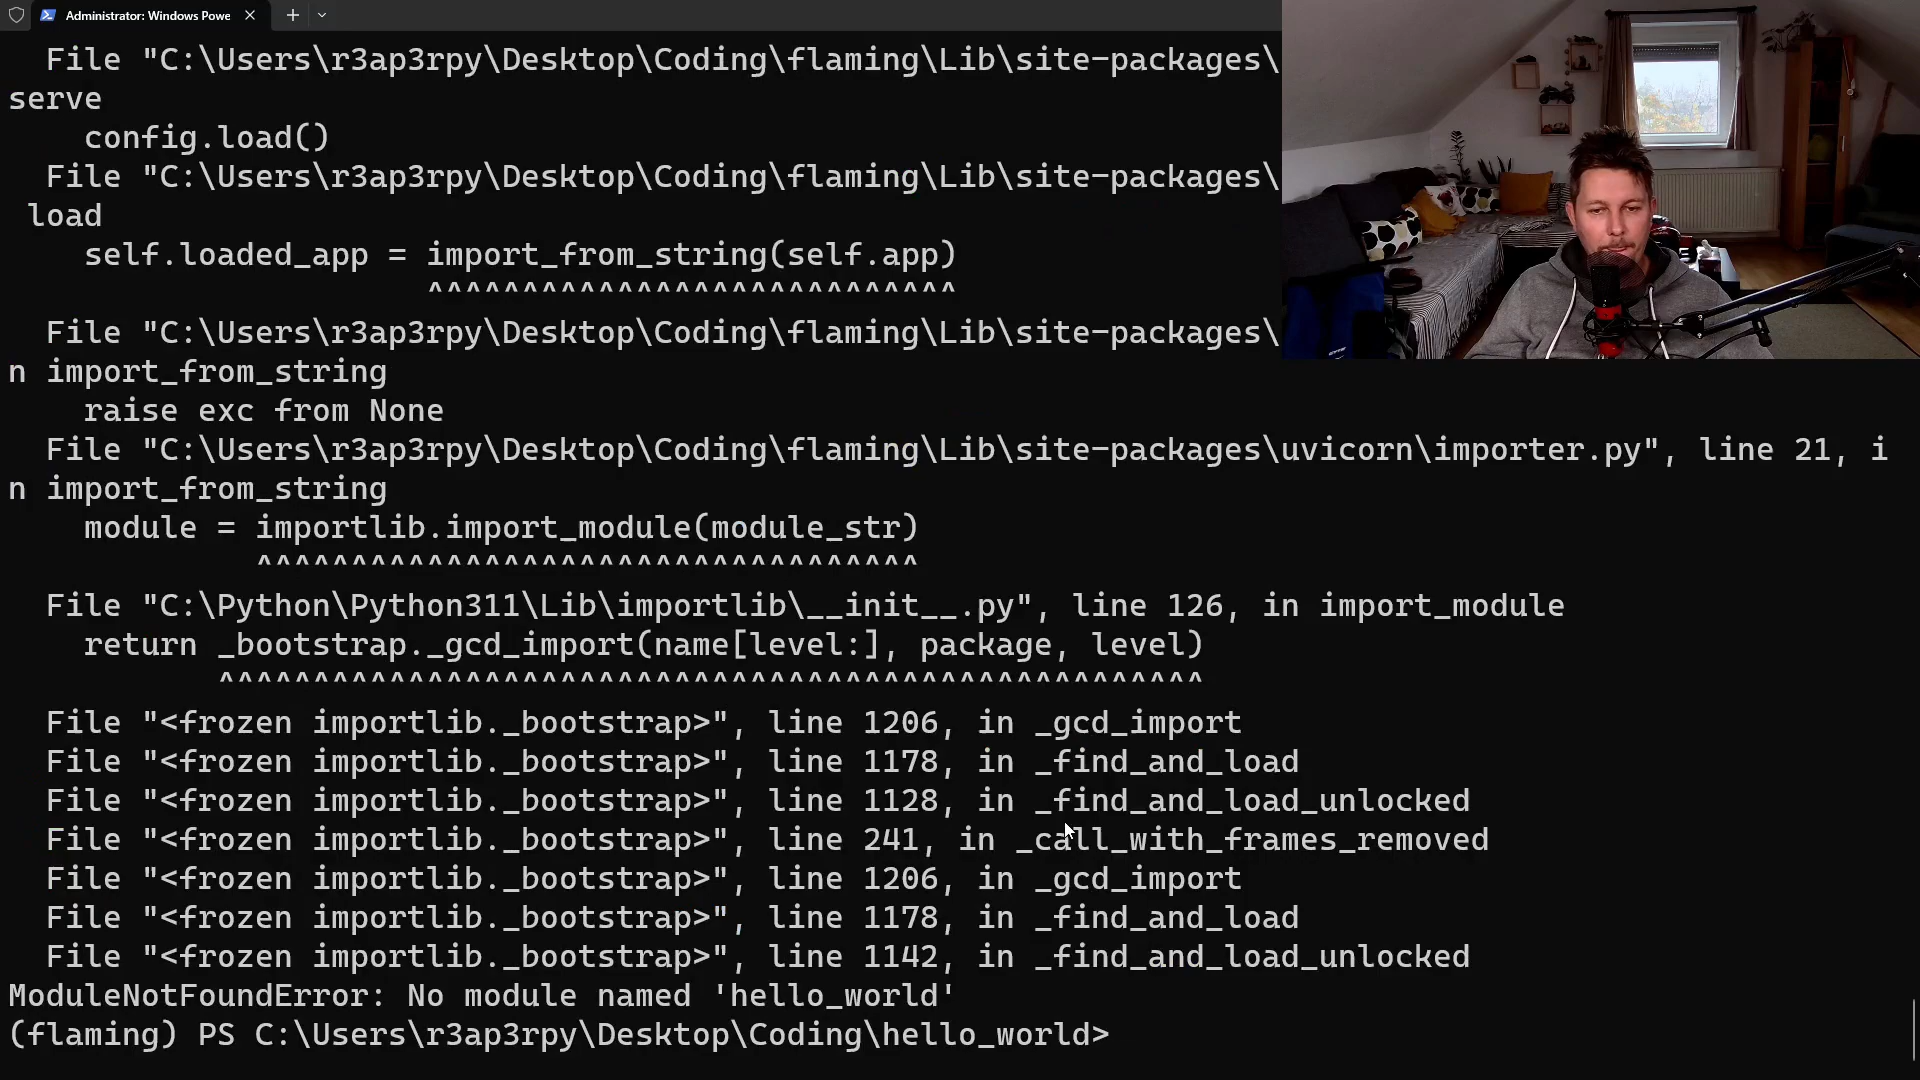 Administrator: Windows Powe
File "C:\Users\r3ap3rpy\Desktop\Coding\flaming\Lib\site-packages\
serve
config.load()
File "C:\Users\r3ap3rpy\Desktop\Coding\flaming\Lib\site-packages\
load
self.loaded_app = import_from_string(self.app)
^^^^^^^^^^^^^^^^^^^^^^^^^^^^
File "C:\Users\r3ap3rpy\Desktop\Coding\flaming\Lib\site-packages\
n import_from_string
raise exc from None
File "C:\Users\r3ap3rpy\Desktop\Coding\flaming\Lib\site-packages\uvicorn\importer.py", line 21, i
n import_from_string
module = importlib.import_module(module_str)
^^^^^^^^^^^^^^^^^^^^^^^^^^^^^^^^^^^
File "C:\Python\Python311\Lib\importlib\__init__.py", line 126, in import_module
return _bootstrap._gcd_import(name[level:], package, level)
^^^^^^^^^^^^^^^^^^^^^^^^^^^^^^^^^^^^^^^^^^^^^^^^^^^^
File "<frozen importlib._bootstrap>", line 1206, in _gcd_import
File "<frozen importlib._bootstrap>", line 1178, in _find_and_load
File "<frozen importlib._bootstrap>", line 1128, in _find_and_load_unlocked
File "<frozen importlib._bootstrap>", line 241, in _call_with_frames_removed
File "<frozen importlib._bootstrap>", line 1206, in _gcd_import
File "<frozen importlib._bootstrap>", line 1178, in _find_and_load
File "<frozen importlib._bootstrap>", line 1142, in _find_and_load_unlocked
ModuleNotFoundError: No module named 'hello_world'
(flaming) PS C:\Users\r3ap3rpy\Desktop\Coding\hello_world>